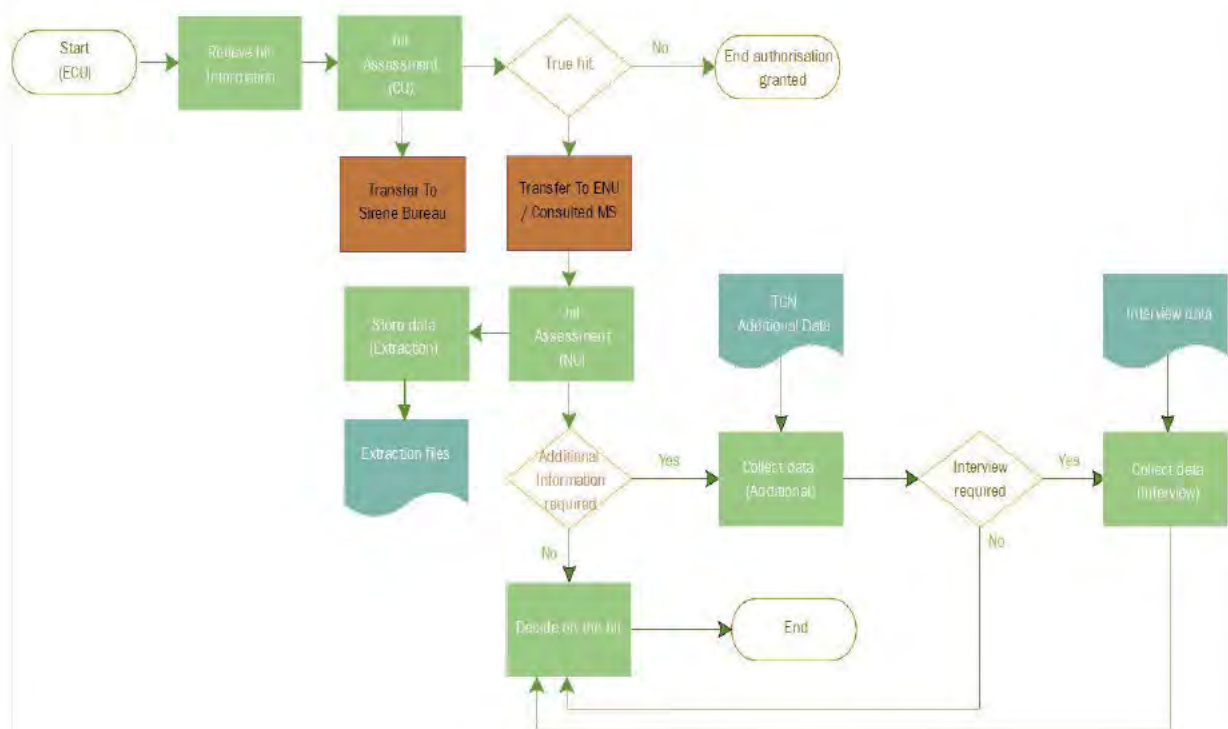 Start
(ECU)
Retieve hit
Information
Hit
Assessment
(CU)
True hit
No
End authorisation
granted
Transfer To
Sirene Bureau
Transfer To ENU
/ Consulted MS
Store data
(Extraction)
Hit
Assessment
(NU)
TCN
Additional Data
Interview data
Extraction files
Additional
Information
required
Yes
Collect data
(Additional)
Interview
required
Yes
Collect data
(Interview)
No
No
Decide on the hit
End